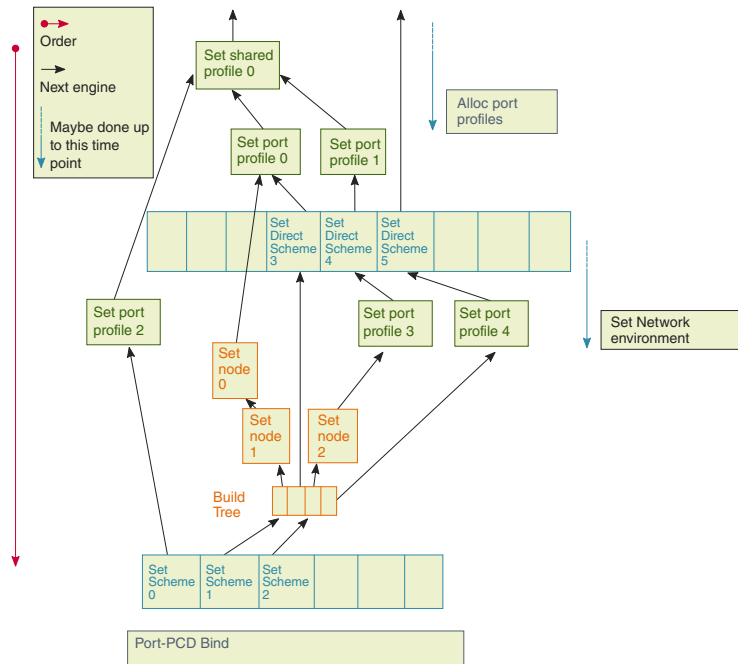 Order
Next engine
Maybe done up
to this time
point
Set shared
profile 0
Alloc port
profiles
Set port
profile 0
Set port
profile 1
Set
Direct
Scheme
3
Set
Direct
Scheme
4
Set
Direct
Scheme
5
Set port
profile 2
Set port
profile 3
Set port
profile 4
Set Network
environment
Set
node
0
Set
node
1
Set
node
2
Build
Tree
Set
Scheme
0
Set
Scheme
1
Set
Scheme
2
Port-PCD Bind